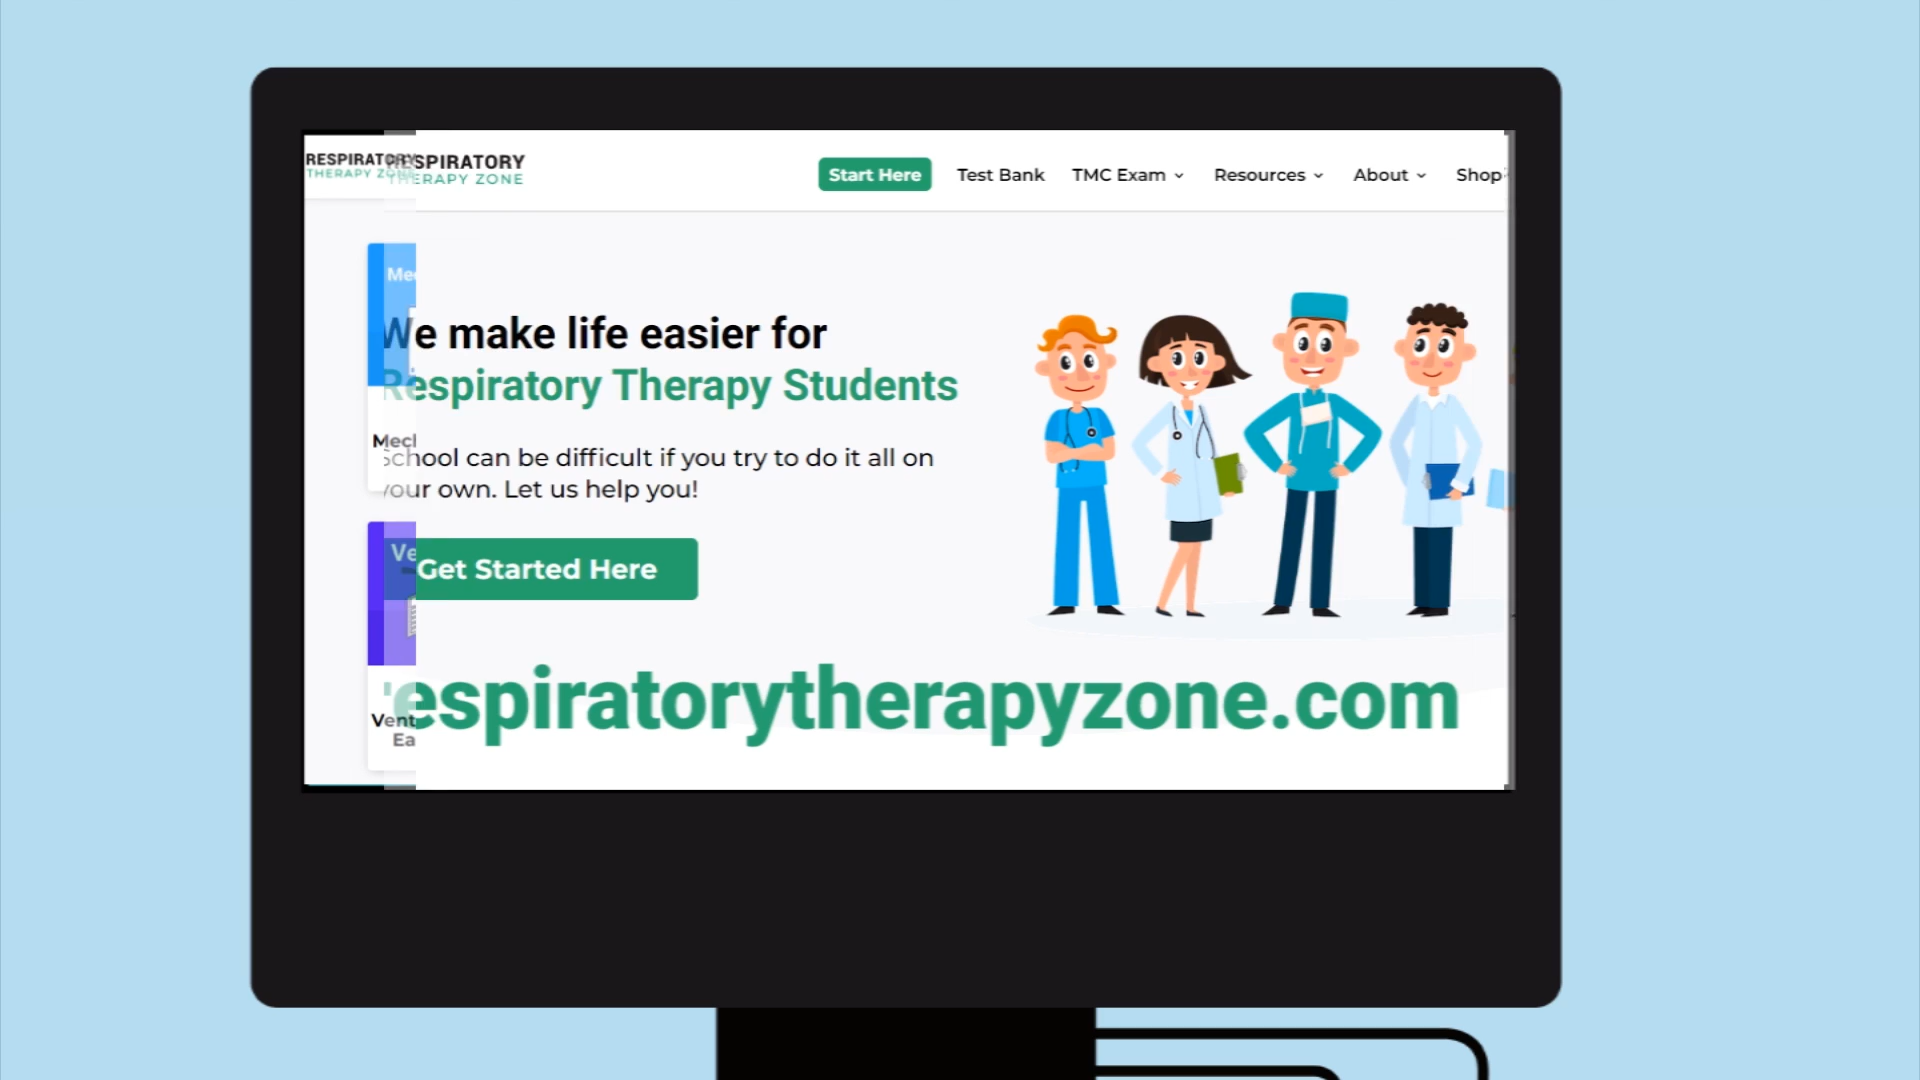 RESPIRATORY
THERAPY ZONE
RESPIRATORY
THERAPY ZONE
Start Here Test Bank TMC Exam Resources About Shop
We make life easier for
Respiratory Therapy Students
School can be difficult if you try to do it all on
your own. Let us help you!
Get Started Here
respiratorytherapyzone.com